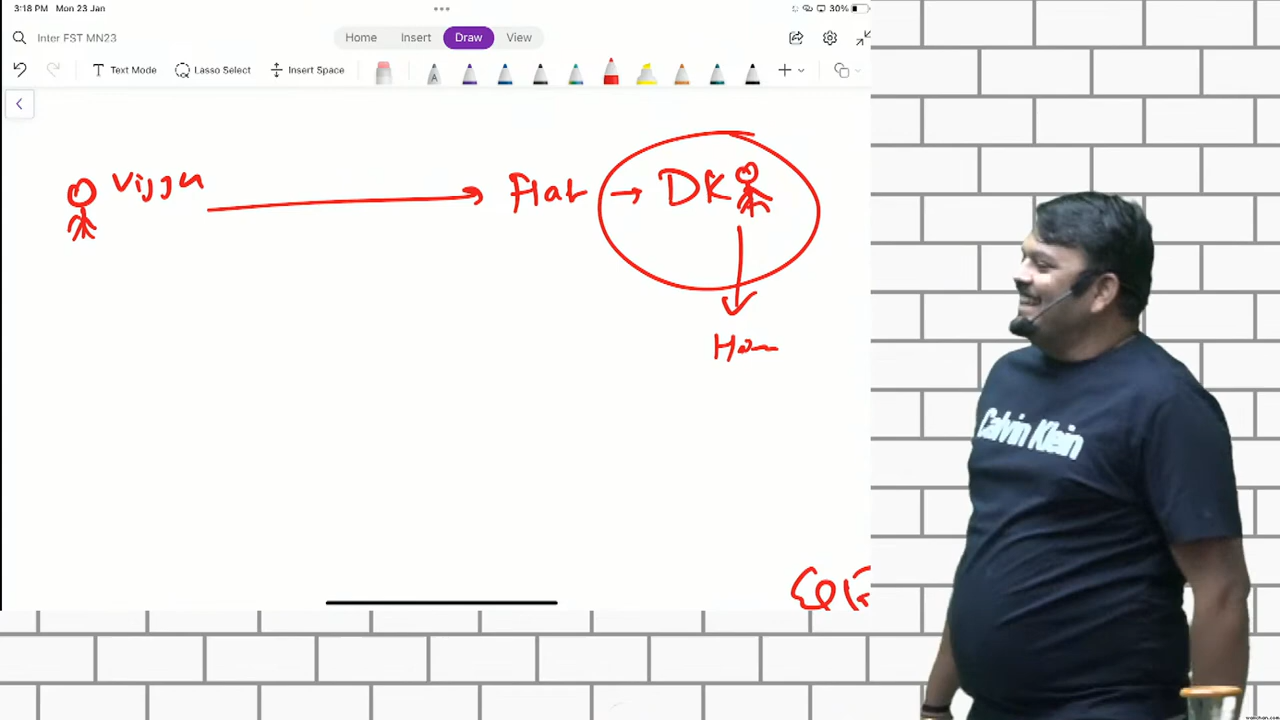 3:18 PM Mon 23 Jan
30%
Inter FST MN23
Home Insert Draw View
Text Mode Lasso Select Insert Space
Flat → DK
Calvin Klein